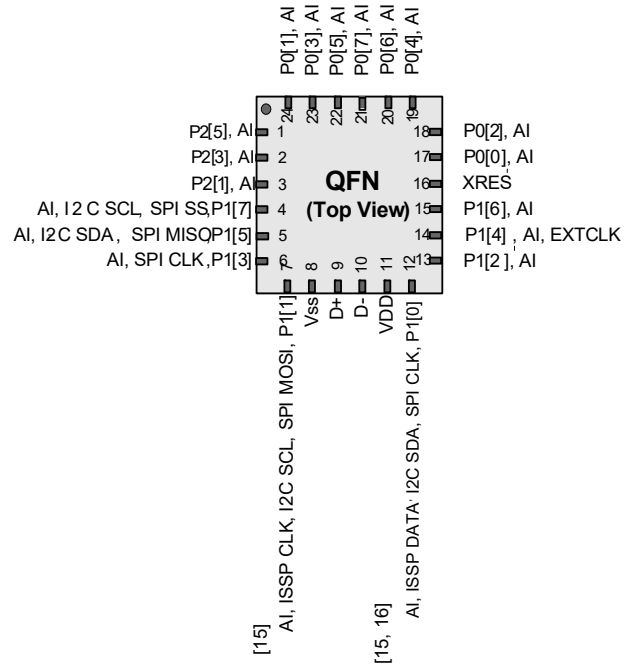 P0[1], AI
P0[3], AI
P0[5], AI
P0[7], AI
P0[6], AI
P0[4], AI
24
23
22
21
20
19
P2[5], AI
1
18
P0[2], AI
P2[3], AI
2
17
P0[0], AI
P2[1], AI
3
QFN
16
XRES
AI, I2C SCL, SPI SS,P1[7]
4
(Top View)
15
P1[6], AI
AI, I2C SDA, SPI MISO,P1[5]
5
14
P1[4] , AI, EXTCLK
AI, SPI CLK,P1[3]
6
13
P1[2], AI
7
8
9
10
11
12
AI, ISSP CLK, I2C SCL, SPI MOSI, P1[1]
Vss
D+
D-
VDD
AI, ISSP DATA, I2C SDA, SPI CLK, P1[0]
[15]
[15, 16]